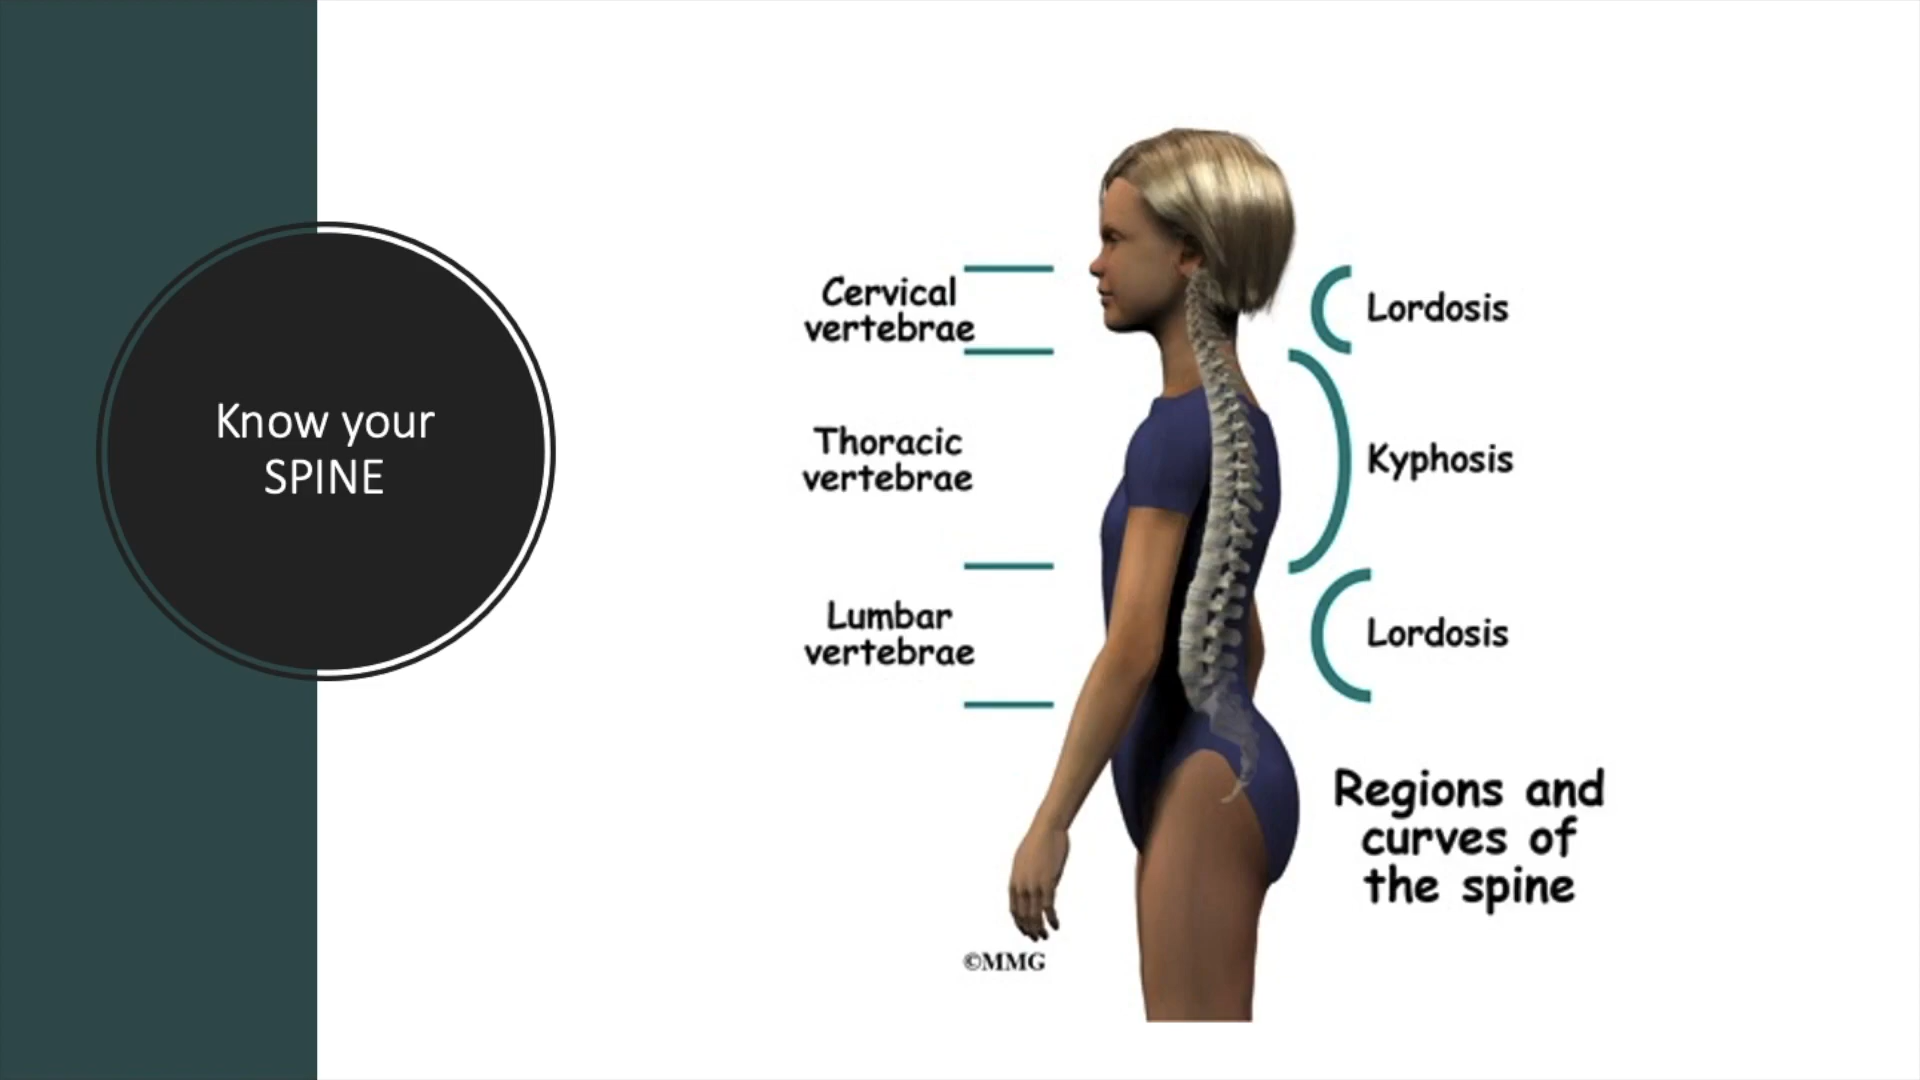 Know your
SPINE
Cervical
vertebrae
Thoracic
vertebrae
Lumbar
vertebrae
Lordosis
Kyphosis
Lordosis
Regions and
curves of
the spine
©MMG